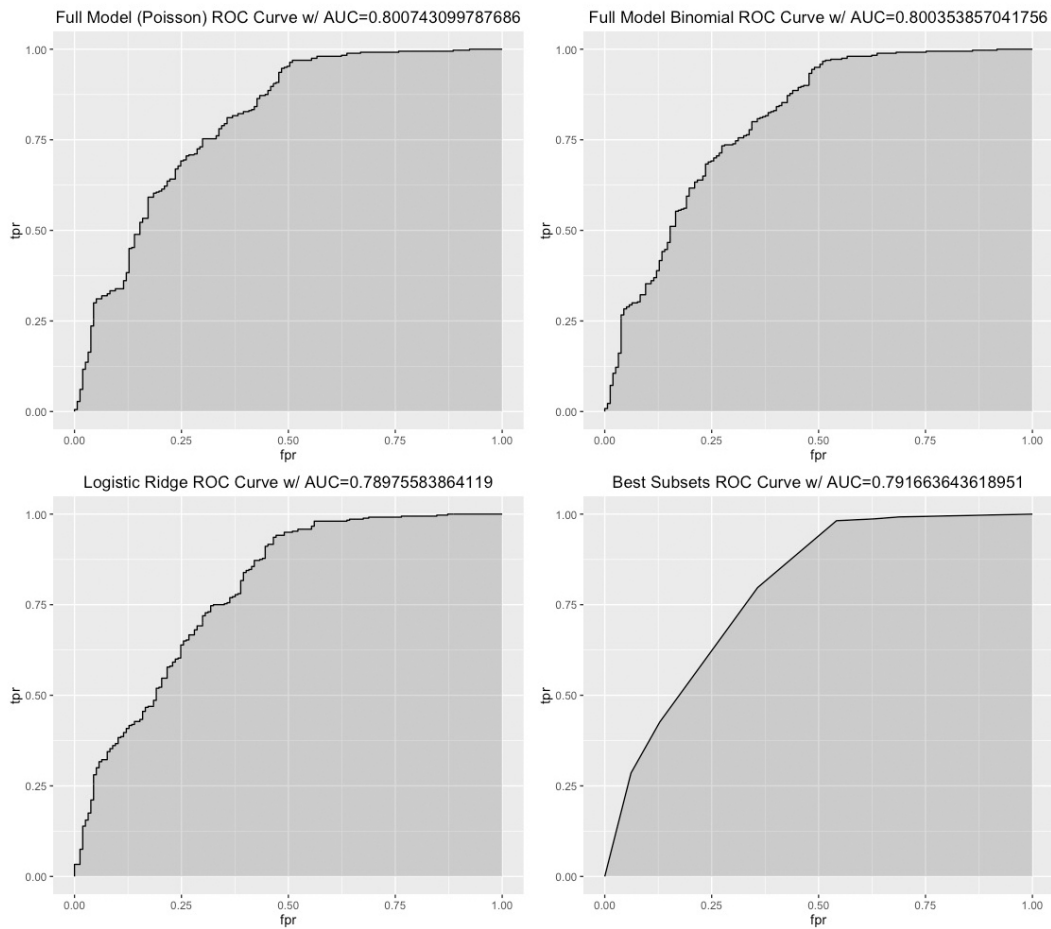 Full Model (Poisson) ROC Curve w/ AUC=0.800743099787686
1.00
0.75
0.50
0.25
0.00
tpr
0.00 0.25 0.50 0.75 1.00
fpr
Full Model Binomial ROC Curve w/ AUC=0.800353857041756
1.00
0.75
0.50
0.25
0.00
tpr
0.00 0.25 0.50 0.75 1.00
fpr
Logistic Ridge ROC Curve w/ AUC=0.78975583864119
1.00
0.75
0.50
0.25
0.00
tpr
0.00 0.25 0.50 0.75 1.00
fpr
Best Subsets ROC Curve w/ AUC=0.791663643618951
1.00
0.75
0.50
0.25
0.00
tpr
0.00 0.25 0.50 0.75 1.00
fpr